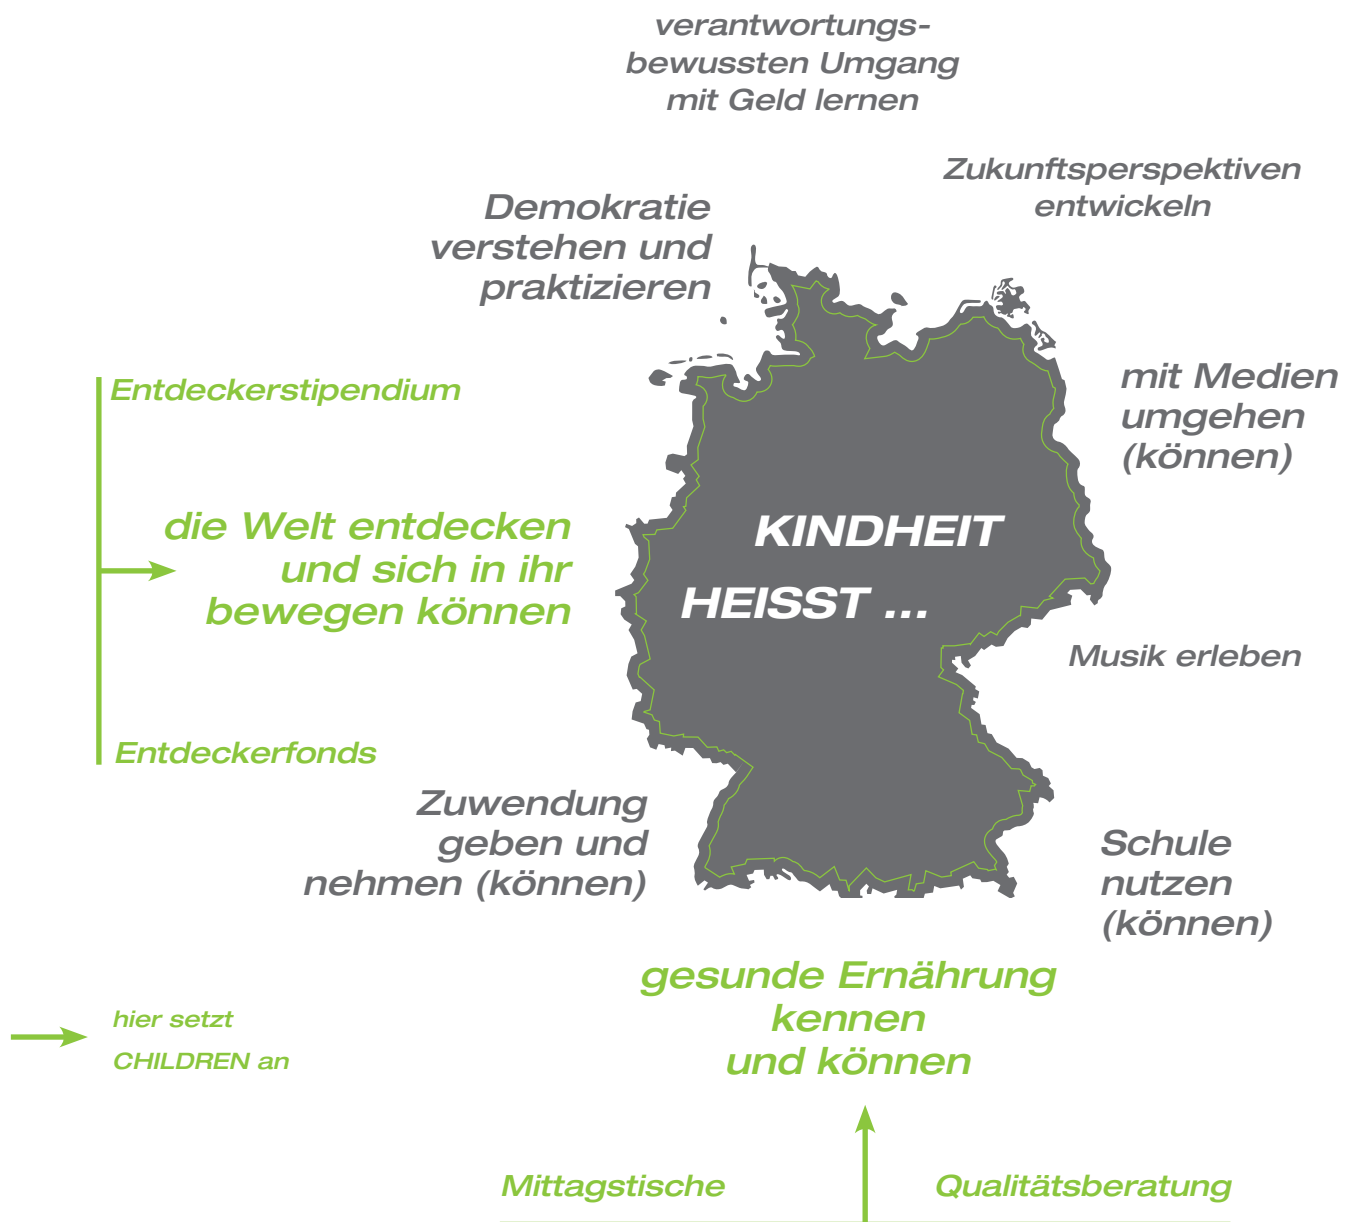 verantwortungs-
bewussten Umgang
mit Geld lernen
Zukunftsperspektiven
entwickeln
Demokratie
verstehen und
praktizieren
mit Medien
umgehen
(können)
Entdeckerstipendium
die Welt entdecken
und sich in ihr
bewegen können
KINDHEIT
HEISST ...
Musik erleben
Entdeckerfonds
Zuwendung
geben und
nehmen (können)
Schule
nutzen
(können)
gesunde Ernährung
kennen
und können
hier setzt
CHILDREN an
Mittagstische
Qualitätsberatung